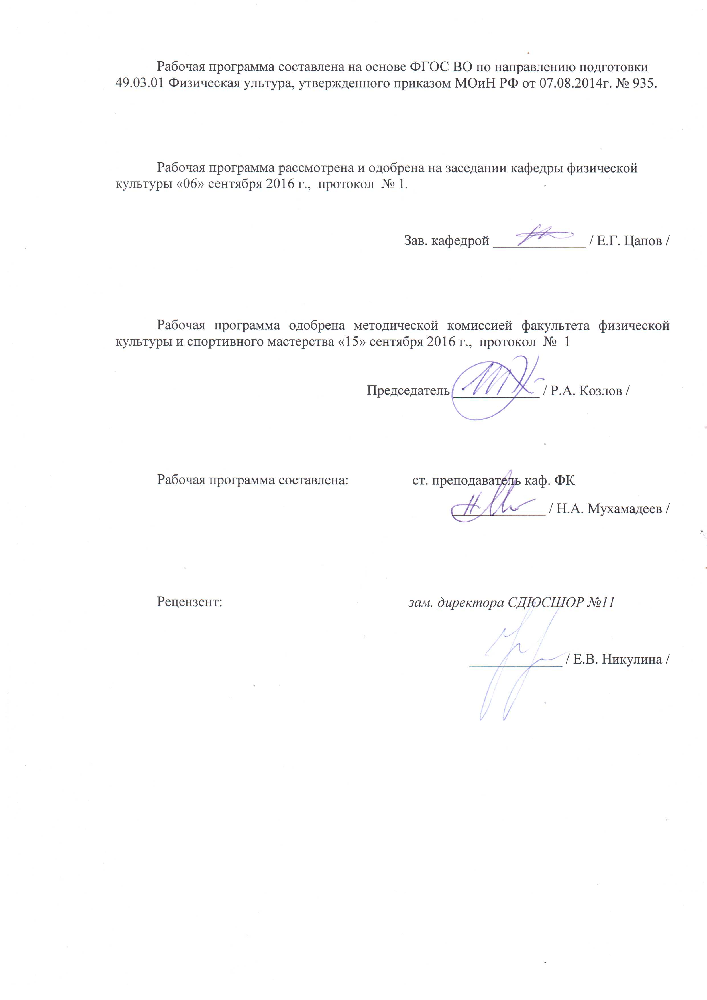 Рабочая программа составлена на основе ФГОС ВО по направлению подготовки
49.03.01 Физическая ультура, утвержденного приказом МОиН РФ от 07.08.2014г. № 935.
Рабочая программа рассмотрена и одобрена на заседании кафедры физической
культуры «06» сентября 2016 г., протокол № 1.
Зав. кафедрой _____________ / Е.Г. Цапов /
Рабочая программа одобрена методической комиссией факультета физической
культуры и спортивного мастерства «15» сентября 2016 г., протокол № 1
Председатель ____________ / Р.А. Козлов /
Рабочая программа составлена: ст. преподаватель каф. ФК
_____________ / Н.А. Мухамадеев /
Рецензент: зам. директора СДЮСШОР №11
_____________ / Е.В. Никулина /